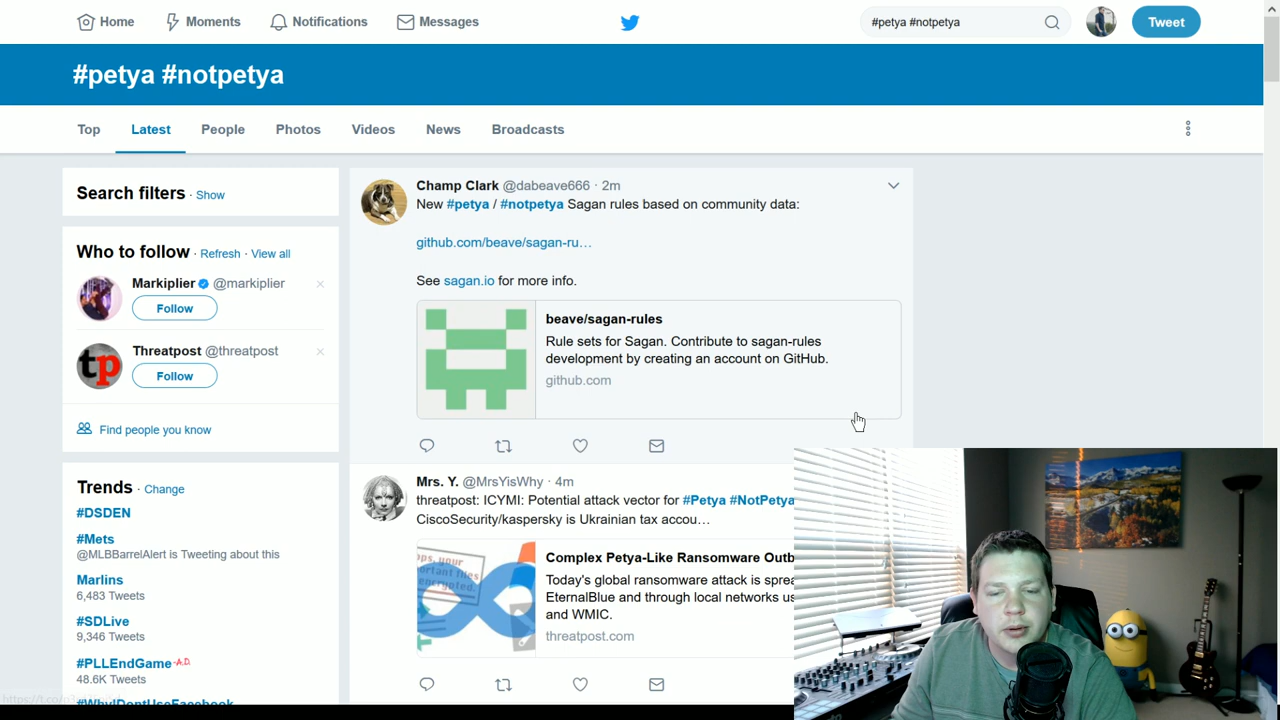 Home
Moments
Notifications
Messages
#petya #notpetya
Tweet
#petya #notpetya
Top
Latest
People
Photos
Videos
News
Broadcasts
Search filters · Show
Who to follow · Refresh · View all
Markiplier @markiplier
Follow
tp
Threatpost @threatpost
Follow
Find people you know
Trends · Change
#DSDEN
#Mets
@MLBBarrelAlert is Tweeting about this
Marlins
6,483 Tweets
#SDLive
9,346 Tweets
#PLLEndGame A.D.
48.6K Tweets
#WhyIDontUseFacebook
Champ Clark @dabeave666 · 2m
New #petya / #notpetya Sagan rules based on community data:
github.com/beave/sagan-ru…
See sagan.io for more info.
beave/sagan-rules
Rule sets for Sagan. Contribute to sagan-rules
development by creating an account on GitHub.
github.com
Mrs. Y. @MrsYisWhy · 4m
threatpost: ICYMI: Potential attack vector for #Petya #NotPetya
CiscoSecurity/kaspersky is Ukrainian tax accou…
Complex Petya-Like Ransomware Outb
Today's global ransomware attack is sprea
EternalBlue and through local networks us
and WMIC.
threatpost.com